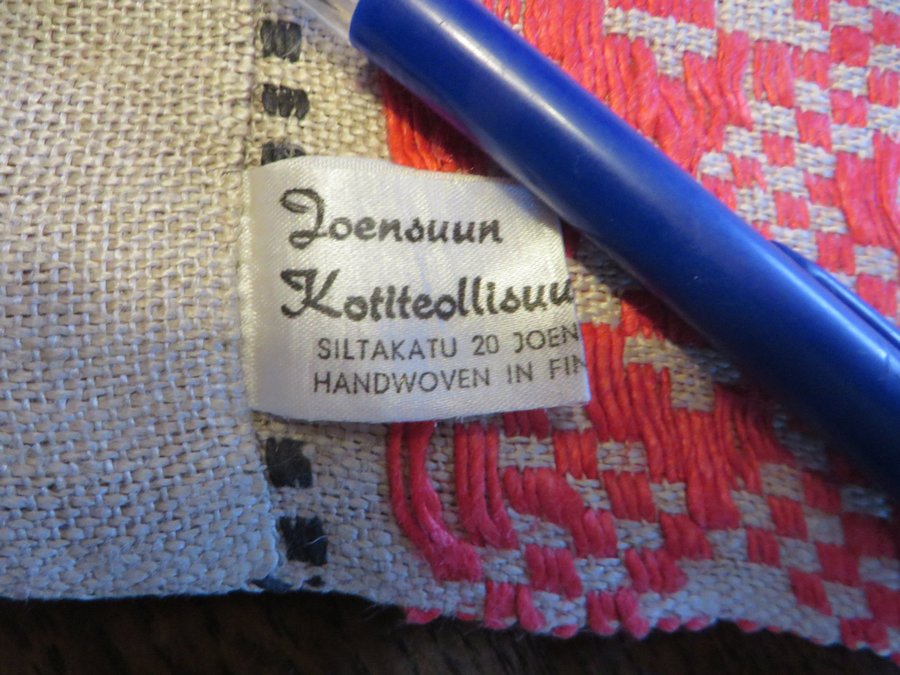 Joensuun
Kotiteollisuu
SILTAKATU 20 JOEN
HANDWOVEN IN FIN